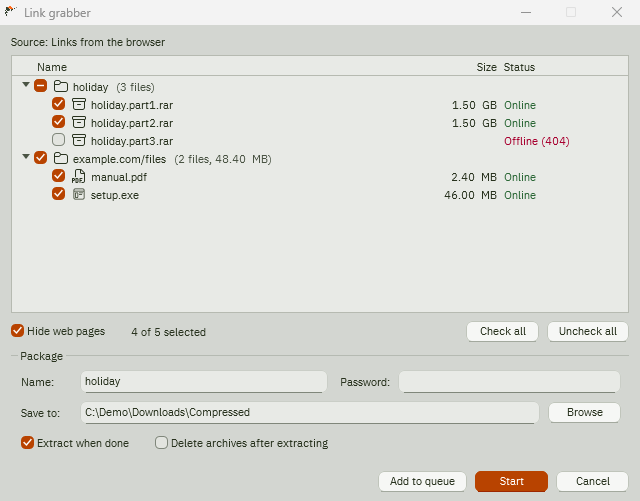 Link grabber
Source: Links from the browser
Name Size Status
holiday (3 files)
holiday.part1.rar 1.50 GB Online
holiday.part2.rar 1.50 GB Online
holiday.part3.rar Offline (404)
example.com/files (2 files, 48.40 MB)
manual.pdf 2.40 MB Online
setup.exe 46.00 MB Online
Hide web pages 4 of 5 selected Check all Uncheck all
Package
Name: holiday Password:
Save to: C:\Demo\Downloads\Compressed Browse
Extract when done Delete archives after extracting
Add to queue Start Cancel